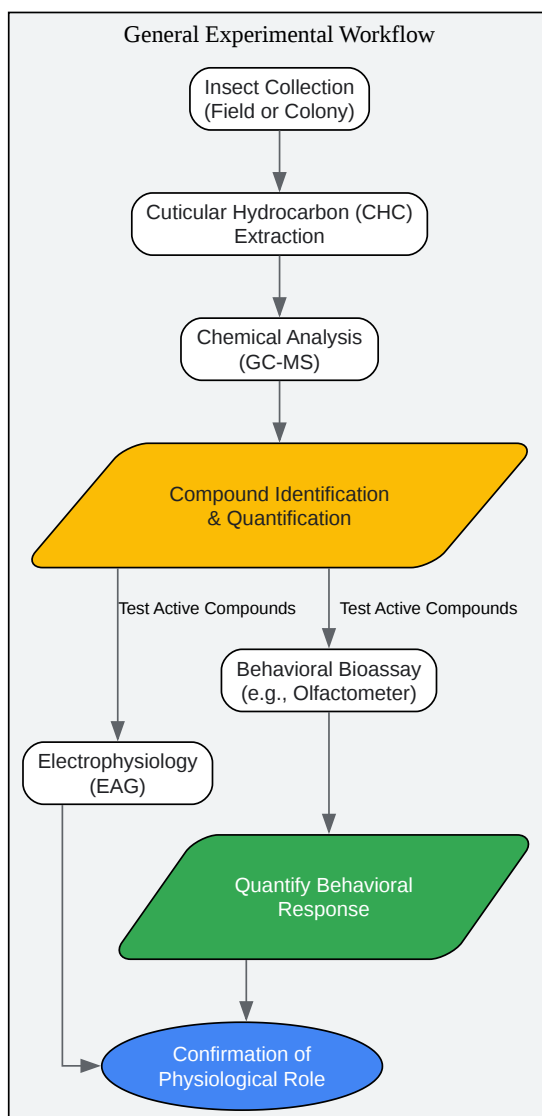 General Experimental Workflow
Insect Collection
(Field or Colony)
Cuticular Hydrocarbon (CHC)
Extraction
Chemical Analysis
(GC-MS)
Compound Identification
& Quantification
Test Active Compounds
Test Active Compounds
Behavioral Bioassay
(e.g., Olfactometer)
Electrophysiology
(EAG)
Quantify Behavioral
Response
Confirmation of
Physiological Role